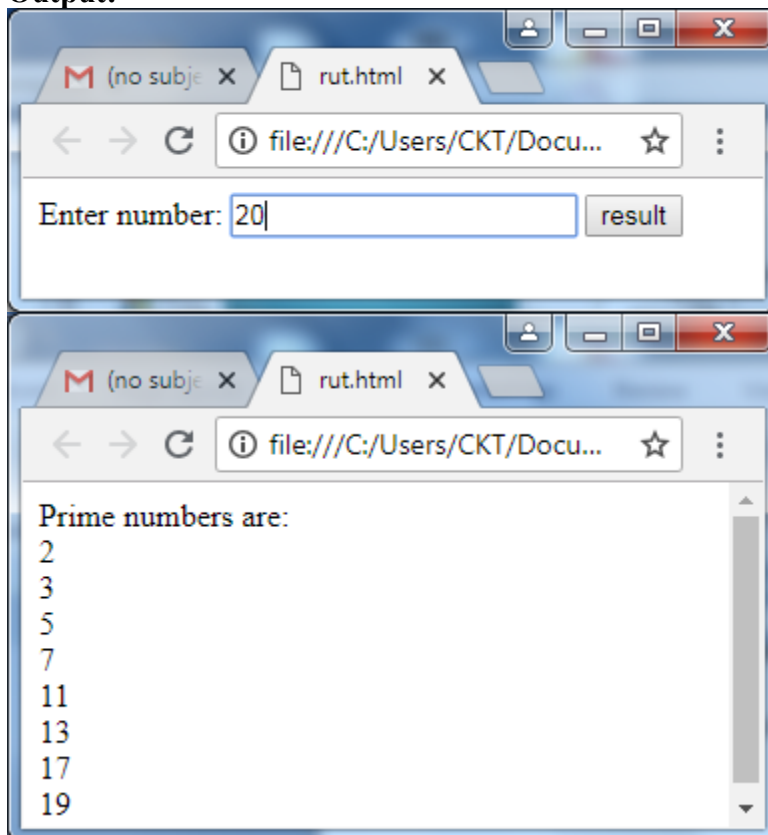 Output:
(no subje
rut.html
file:///C:/Users/CKT/Docu...
Enter number: 20 result
(no subje
rut.html
file:///C:/Users/CKT/Docu...
Prime numbers are:
2
3
5
7
11
13
17
19